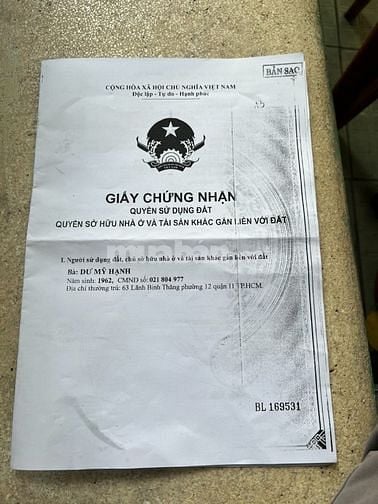 BẢN SAO
CỘNG HÒA XÃ HỘI CHỦ NGHĨA VIỆT NAM
Độc lập - Tự do - Hạnh phúc
GIẤY CHỨNG NHẬN
QUYỀN SỬ DỤNG ĐẤT
QUYỀN SỞ HỮU NHÀ Ở VÀ TÀI SẢN KHÁC GẮN LIỀN VỚI ĐẤT
I. Người sử dụng đất, chủ sở hữu nhà ở và tài sản khác gắn liền với đất
Bà: DƯ MỸ HẠNH
Năm sinh: 1962, CMND số: 021 804 977
Địa chỉ thường trú: 63 Lãnh Binh Thăng phường 12 quận 11 TP.HCM.
BL 169531